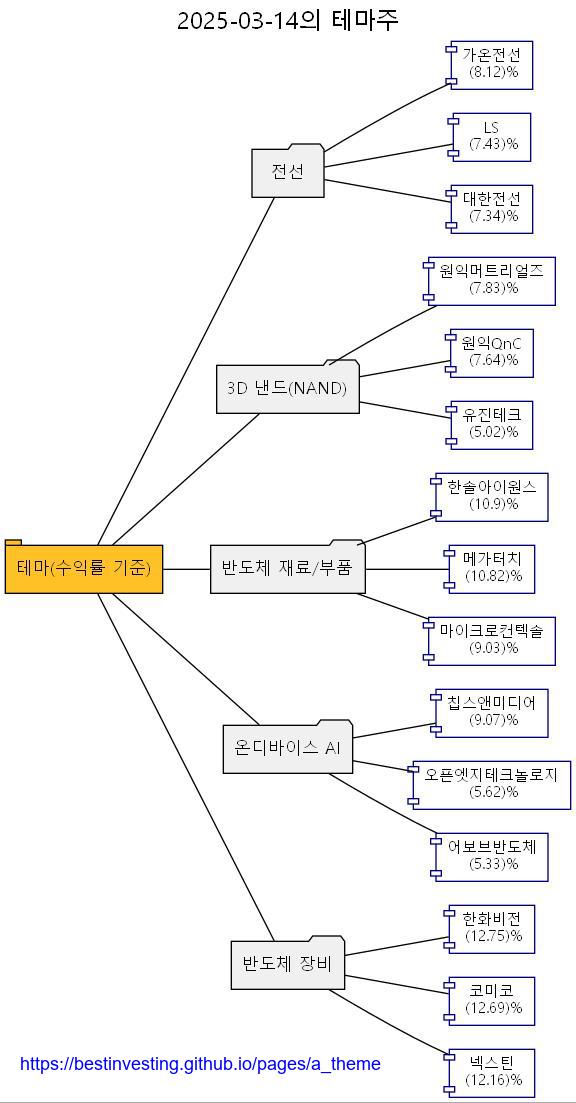 2025-03-14의 테마주
가온전선
(8.12)%
LS
(7.43)%
전선
대한전선
(7.34)%
원익머트리얼즈
(7.83)%
원익QnC
(7.64)%
3D 낸드(NAND)
유진테크
(5.02)%
한솔아이원스
(10.9)%
테마(수익률 기준)
반도체 재료/부품
메가터치
(10.82)%
마이크로컨텍솔
(9.03)%
칩스앤미디어
(9.07)%
온디바이스 AI
오픈엣지테크놀로지
(5.62)%
어보브반도체
(5.33)%
한화비전
(12.75)%
반도체 장비
코미코
(12.69)%
넥스틴
(12.16)%
https://bestinvesting.github.io/pages/a_theme